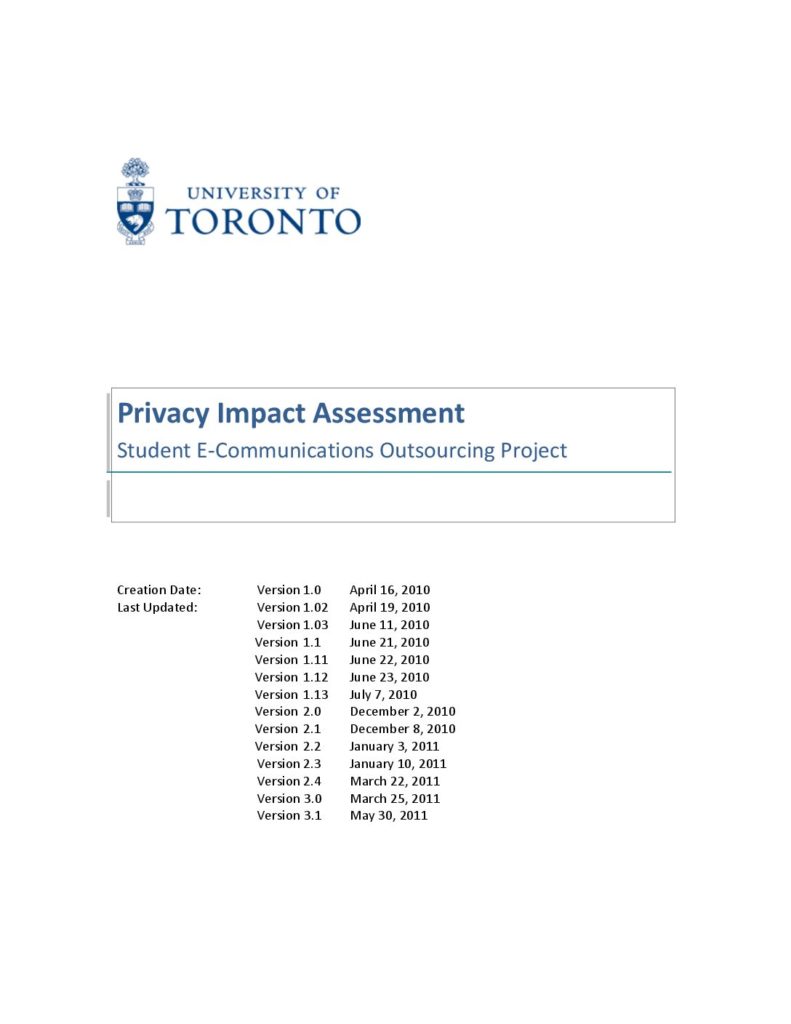 UNIVERSITY OF
TORONTO
Privacy Impact Assessment
Student E-Communications Outsourcing Project
Creation Date: Version 1.0 April 16, 2010
Last Updated: Version 1.02 April 19, 2010
Version 1.03 June 11, 2010
Version 1.1 June 21, 2010
Version 1.11 June 22, 2010
Version 1.12 June 23, 2010
Version 1.13 July 7, 2010
Version 2.0 December 2, 2010
Version 2.1 December 8, 2010
Version 2.2 January 3, 2011
Version 2.3 January 10, 2011
Version 2.4 March 22, 2011
Version 3.0 March 25, 2011
Version 3.1 May 30, 2011